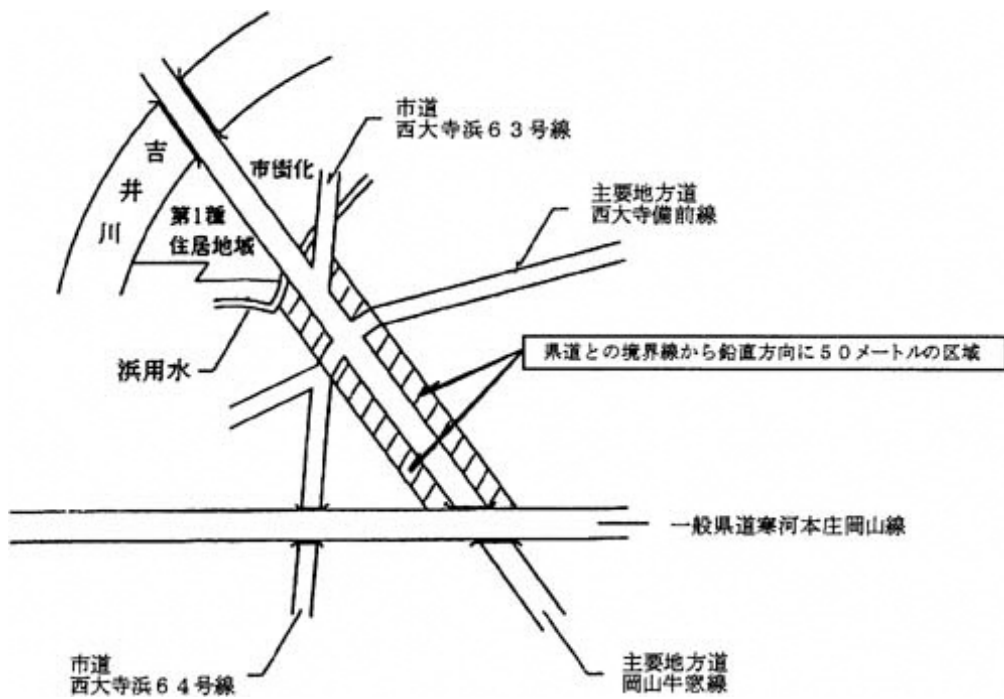 市道
西大寺浜63号線
吉井川
市街化
第1種
住居地域
主要地方道
西大寺備前線
県道との境界線から鉛直方向に50メートルの区域
浜用水
一般県道寒河本庄岡山線
市道
西大寺浜64号線
主要地方道
岡山牛窓線